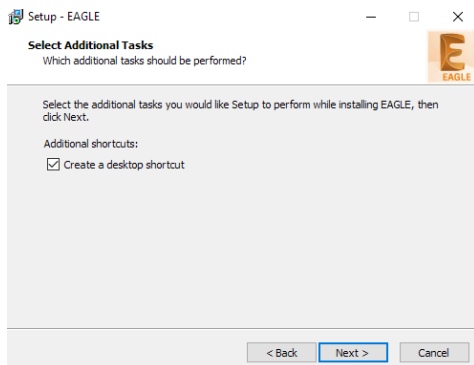 Setup - EAGLE
Select Additional Tasks
Which additional tasks should be performed?
EAGLE
Select the additional tasks you would like Setup to perform while installing EAGLE, then
click Next.
Additional shortcuts:
Create a desktop shortcut
< Back Next > Cancel